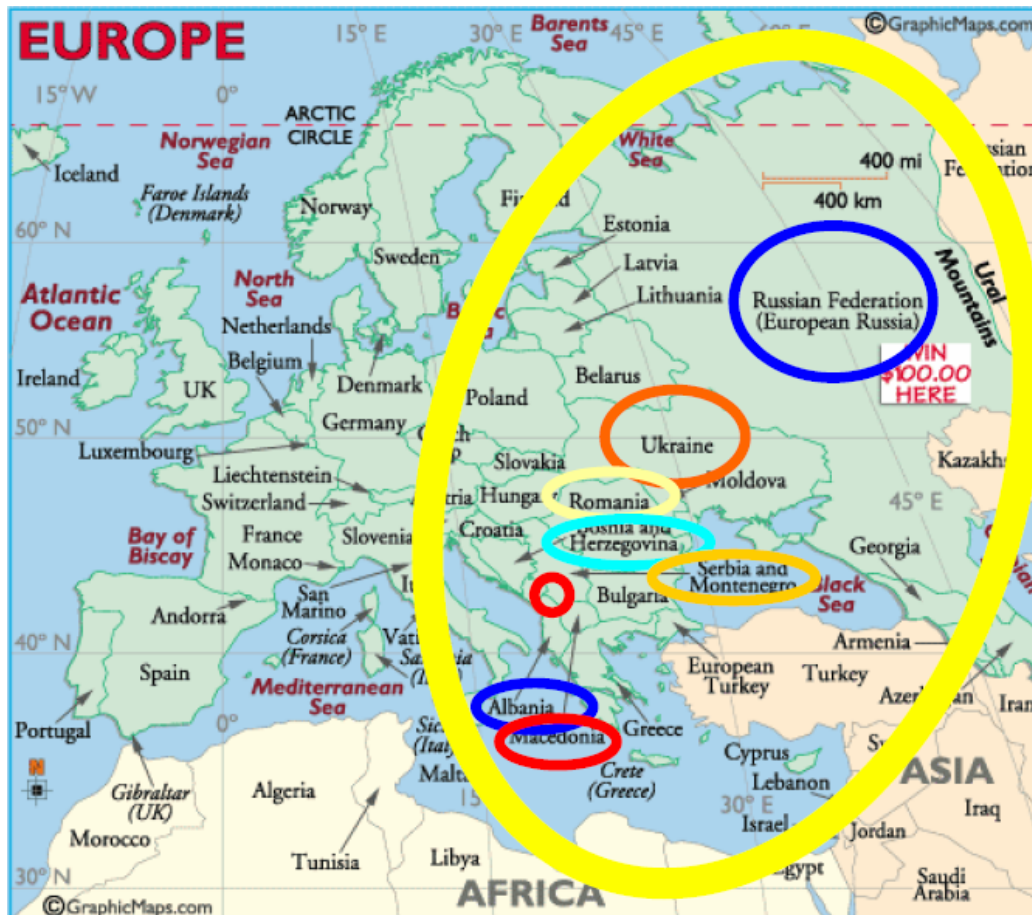 EUROPE
©GraphicMaps.com
15° E
30° E
45° E
Barents
Sea
15° W
0°
ARCTIC
CIRCLE
Norwegian
Sea
White
Sea
400 mi
400 km
Federation
Iceland
Faroe Islands
(Denmark)
Norway
Finland
Sweden
Estonia
Latvia
Lithuania
60° N
Atlantic
Ocean
North
Sea
Ural
Mountains
Russian Federation
(European Russia)
Netherlands
Belgium
Denmark
Ireland
UK
Germany
Poland
Belarus
WIN
$100.00
HERE
50° N
Luxembourg
Ukraine
Slovakia
Liechtenstein
Switzerland
Romania
Moldova
45° E
Bay of
Biscay
France
Monaco
Slovenia
Croatia
Bosnia and
Herzegovina
Georgia
San
Marino
Serbia and
Montenegro
Black
Sea
Bulgaria
Andorra
Corsica
(France)
40° N
Armenia
European
Turkey
Turkey
Spain
Portugal
Mediterranean
Sea
Albania
Macedonia
Greece
Iran
0°
Cyprus
Crete
(Greece)
Lebanon
ASIA
Malta
N
Gibraltar
(UK)
Algeria
15° E
30° E
Israel
Iraq
Jordan
Morocco
Tunisia
Libya
Egypt
Saudi
Arabia
30° N
AFRICA
©GraphicMaps.com